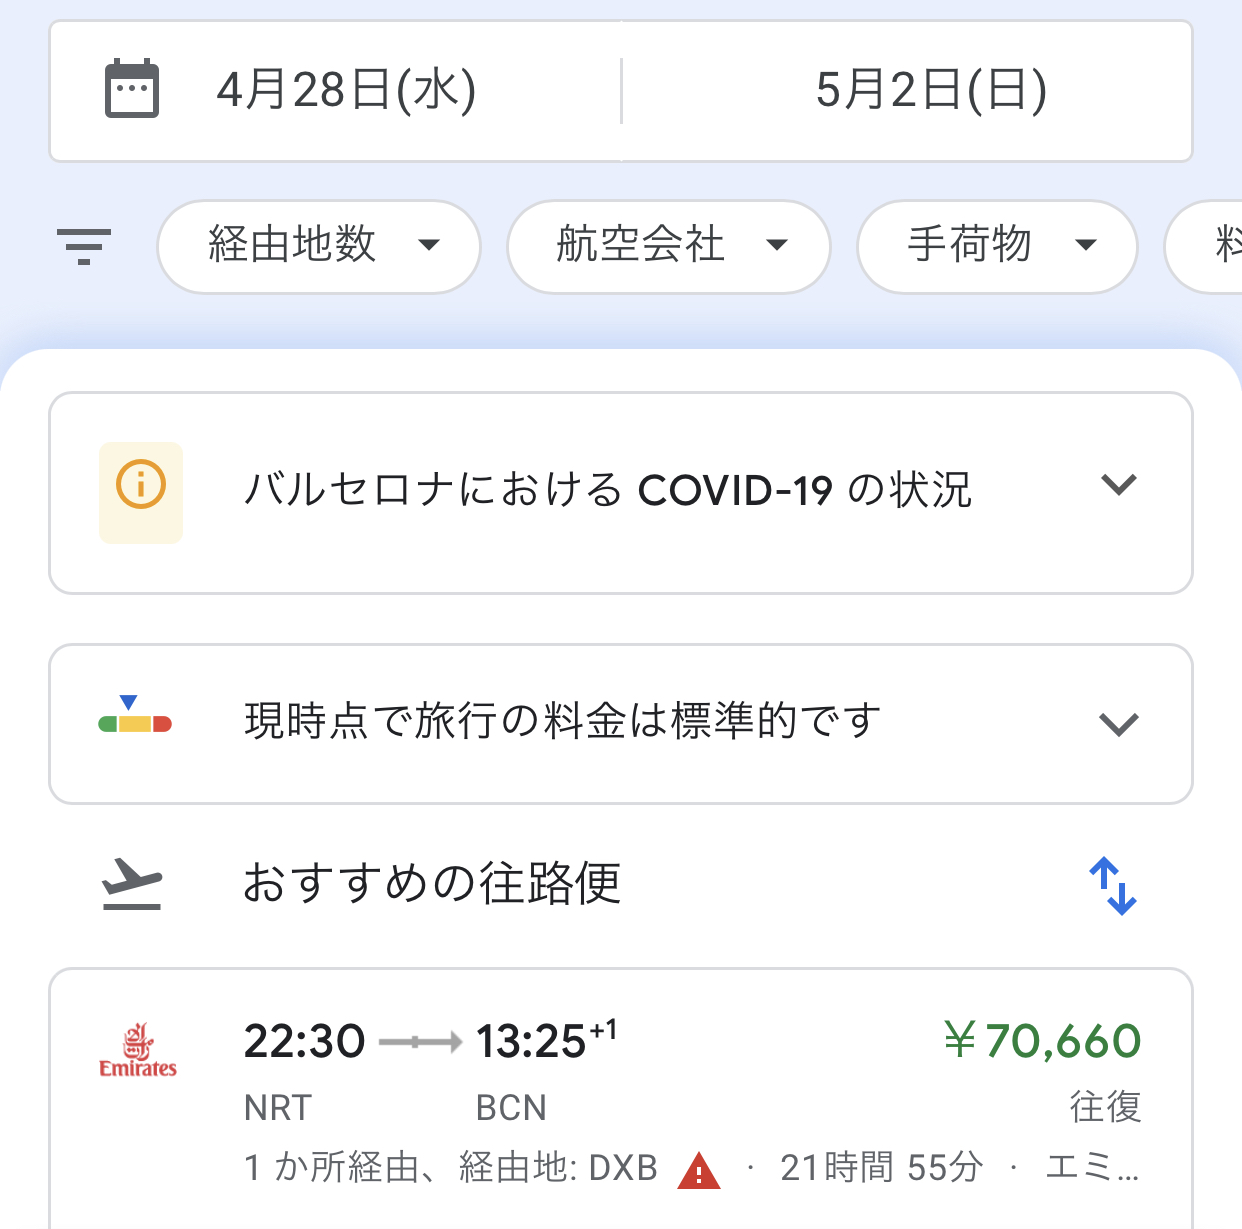 4月28日(水) 5月2日(日)
経由地数 航空会社 手荷物 料
バルセロナにおける COVID-19 の状況
現時点で旅行の料金は標準的です
おすすめの往路便
22:30 13:25+1 ¥70,660
Emirates
NRT BCN 往復
1 か所経由、経由地: DXB · 21時間 55分 · エミ...